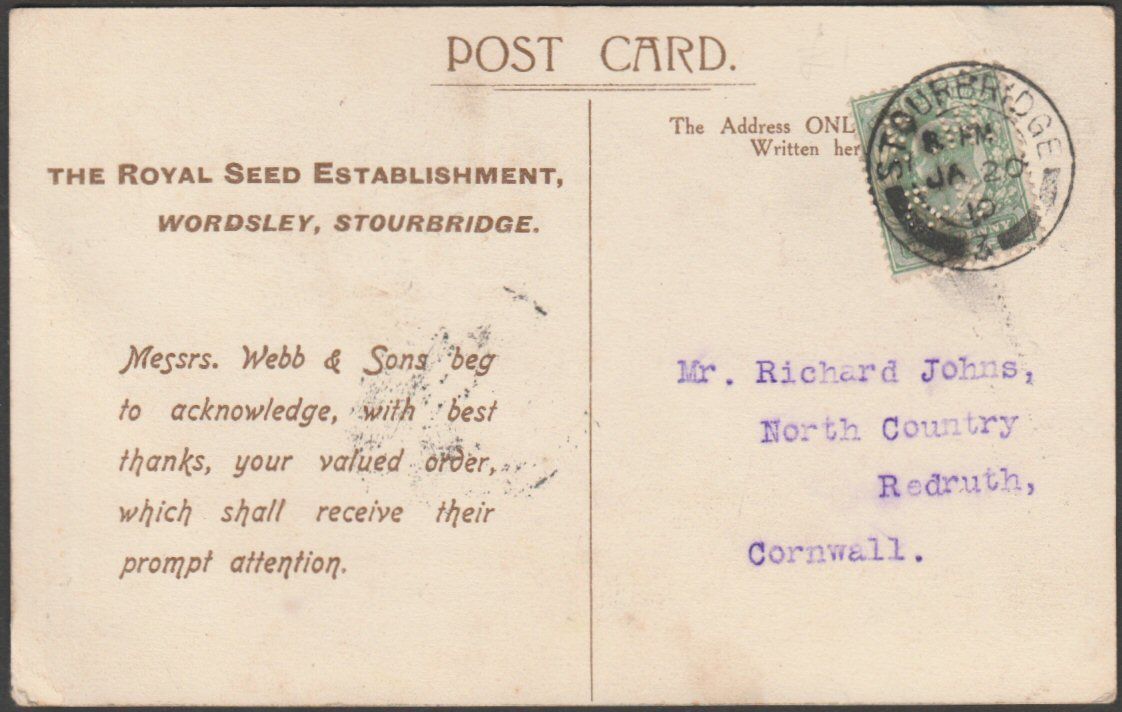 POST CARD.
The Address ONL
Written her
THE ROYAL SEED ESTABLISHMENT,
WORDSLEY, STOURBRIDGE.
Messrs. Webb & Sons beg
to acknowledge, with best
thanks, your valued order,
which shall receive their
prompt attention.
STOURBRIDGE
JA 20
10
3
Mr. Richard Johns,
North Country
Redruth,
Cornwall.